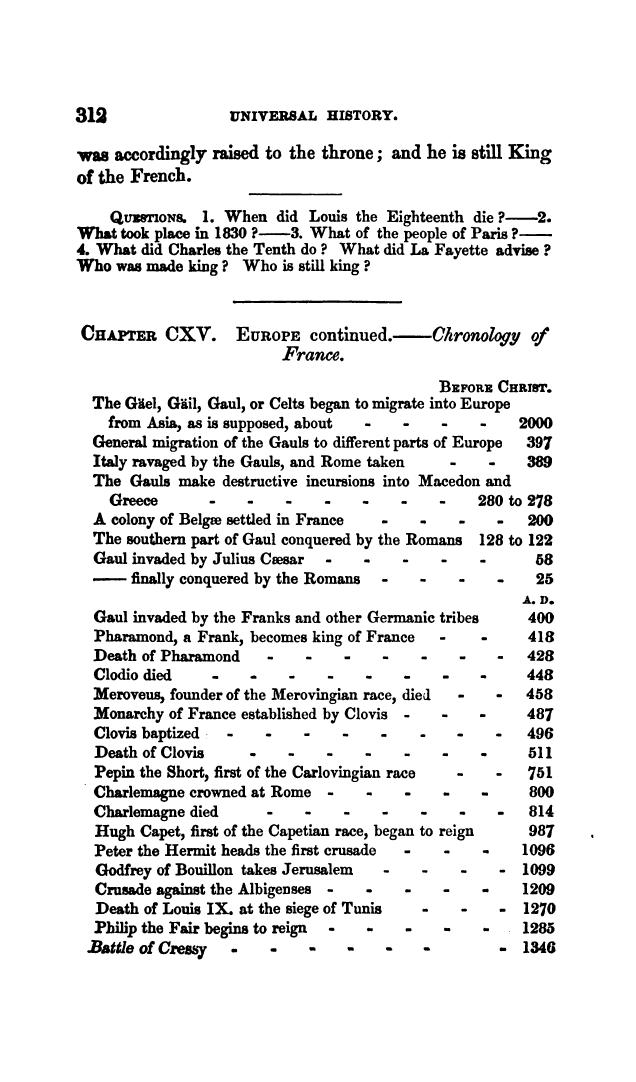 312 UNIVERSAL HISTORY.
was accordingly raised to the throne; and he is still King
of the French.
QUESTIONS. 1. When did Louis the Eighteenth die?——2.
What took place in 1830?——3. What of the people of Paris?——
4. What did Charles the Tenth do? What did La Fayette advise?
Who was made king? Who is still king?
CHAPTER CXV. EUROPE continued.——Chronology of
France.
BEFORE CHRIST.
The Gäel, Gäil, Gaul, or Celts began to migrate into Europe
from Asia, as is supposed, about - - - - 2000
General migration of the Gauls to different parts of Europe 397
Italy ravaged by the Gauls, and Rome taken - - 389
The Gauls make destructive incursions into Macedon and
Greece - - - - - - - 280 to 278
A colony of Belgæ settled in France - - - - 200
The southern part of Gaul conquered by the Romans 128 to 122
Gaul invaded by Julius Cæsar - - - - - 58
—— finally conquered by the Romans - - - - 25
A. D.
Gaul invaded by the Franks and other Germanic tribes 400
Pharamond, a Frank, becomes king of France - - 418
Death of Pharamond - - - - - - - 428
Clodio died - - - - - - - - 448
Meroveus, founder of the Merovingian race, died - - 458
Monarchy of France established by Clovis - - - 487
Clovis baptized - - - - - - - - 496
Death of Clovis - - - - - - - 511
Pepin the Short, first of the Carlovingian race - - 751
Charlemagne crowned at Rome - - - - - 800
Charlemagne died - - - - - - - 814
Hugh Capet, first of the Capetian race, began to reign 987
Peter the Hermit heads the first crusade - - - 1096
Godfrey of Bouillon takes Jerusalem - - - - 1099
Crusade against the Albigenses - - - - - 1209
Death of Louis IX. at the siege of Tunis - - - 1270
Philip the Fair begins to reign - - - - - 1285
Battle of Cressy - - - - - - - 1346